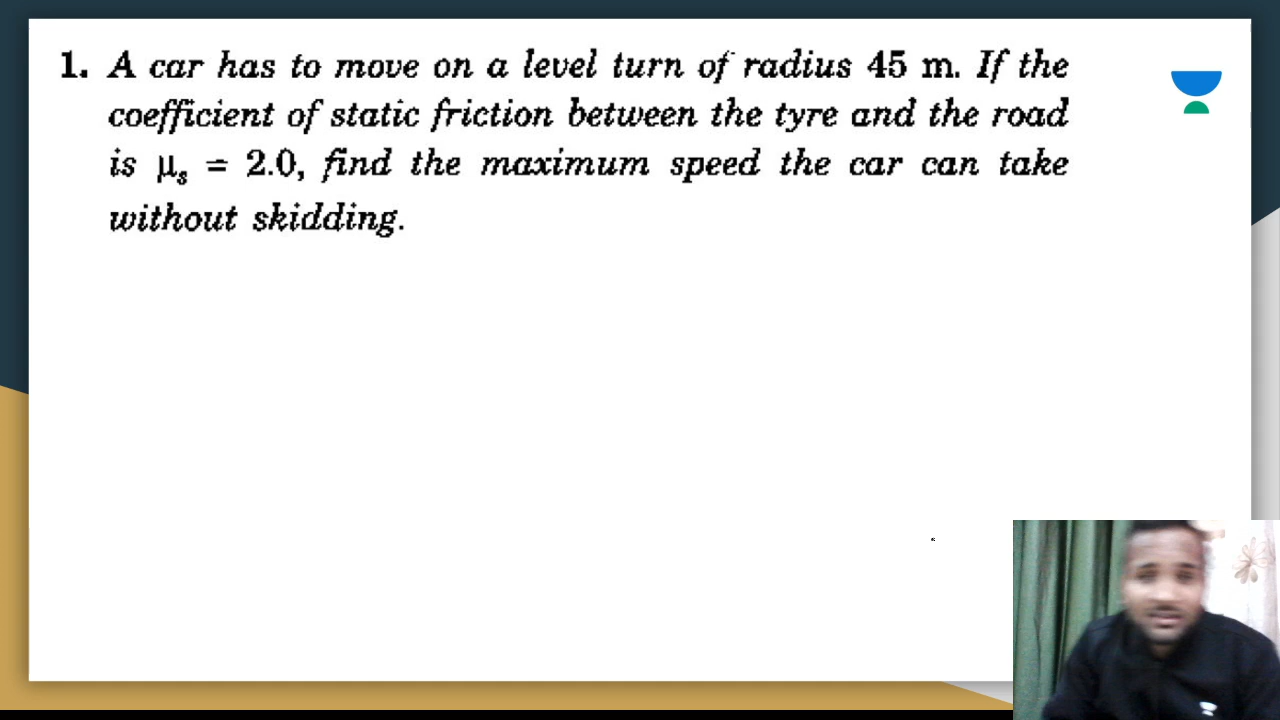 1. A car has to move on a level turn of radius 45 m. If the
coefficient of static friction between the tyre and the road
is μₛ = 2.0, find the maximum speed the car can take
without skidding.